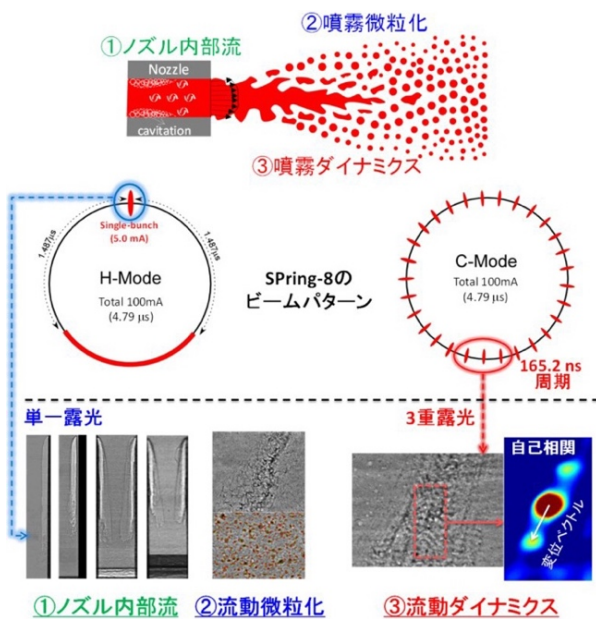 ②噴霧微粒化
①ノズル内部流
Nozzle
cavitation
③噴霧ダイナミクス
1.487μs
Single-bunch
(5.0 mA)
1.487μs
H-Mode
Total 100mA
(4.79 μs)
SPring-8の
ビームパターン
C-Mode
Total 100mA
(4.79 μs)
165.2 ns
周期
単一露光
3重露光
自己相関
変位ベクトル
①ノズル内部流
②流動微粒化
③流動ダイナミクス